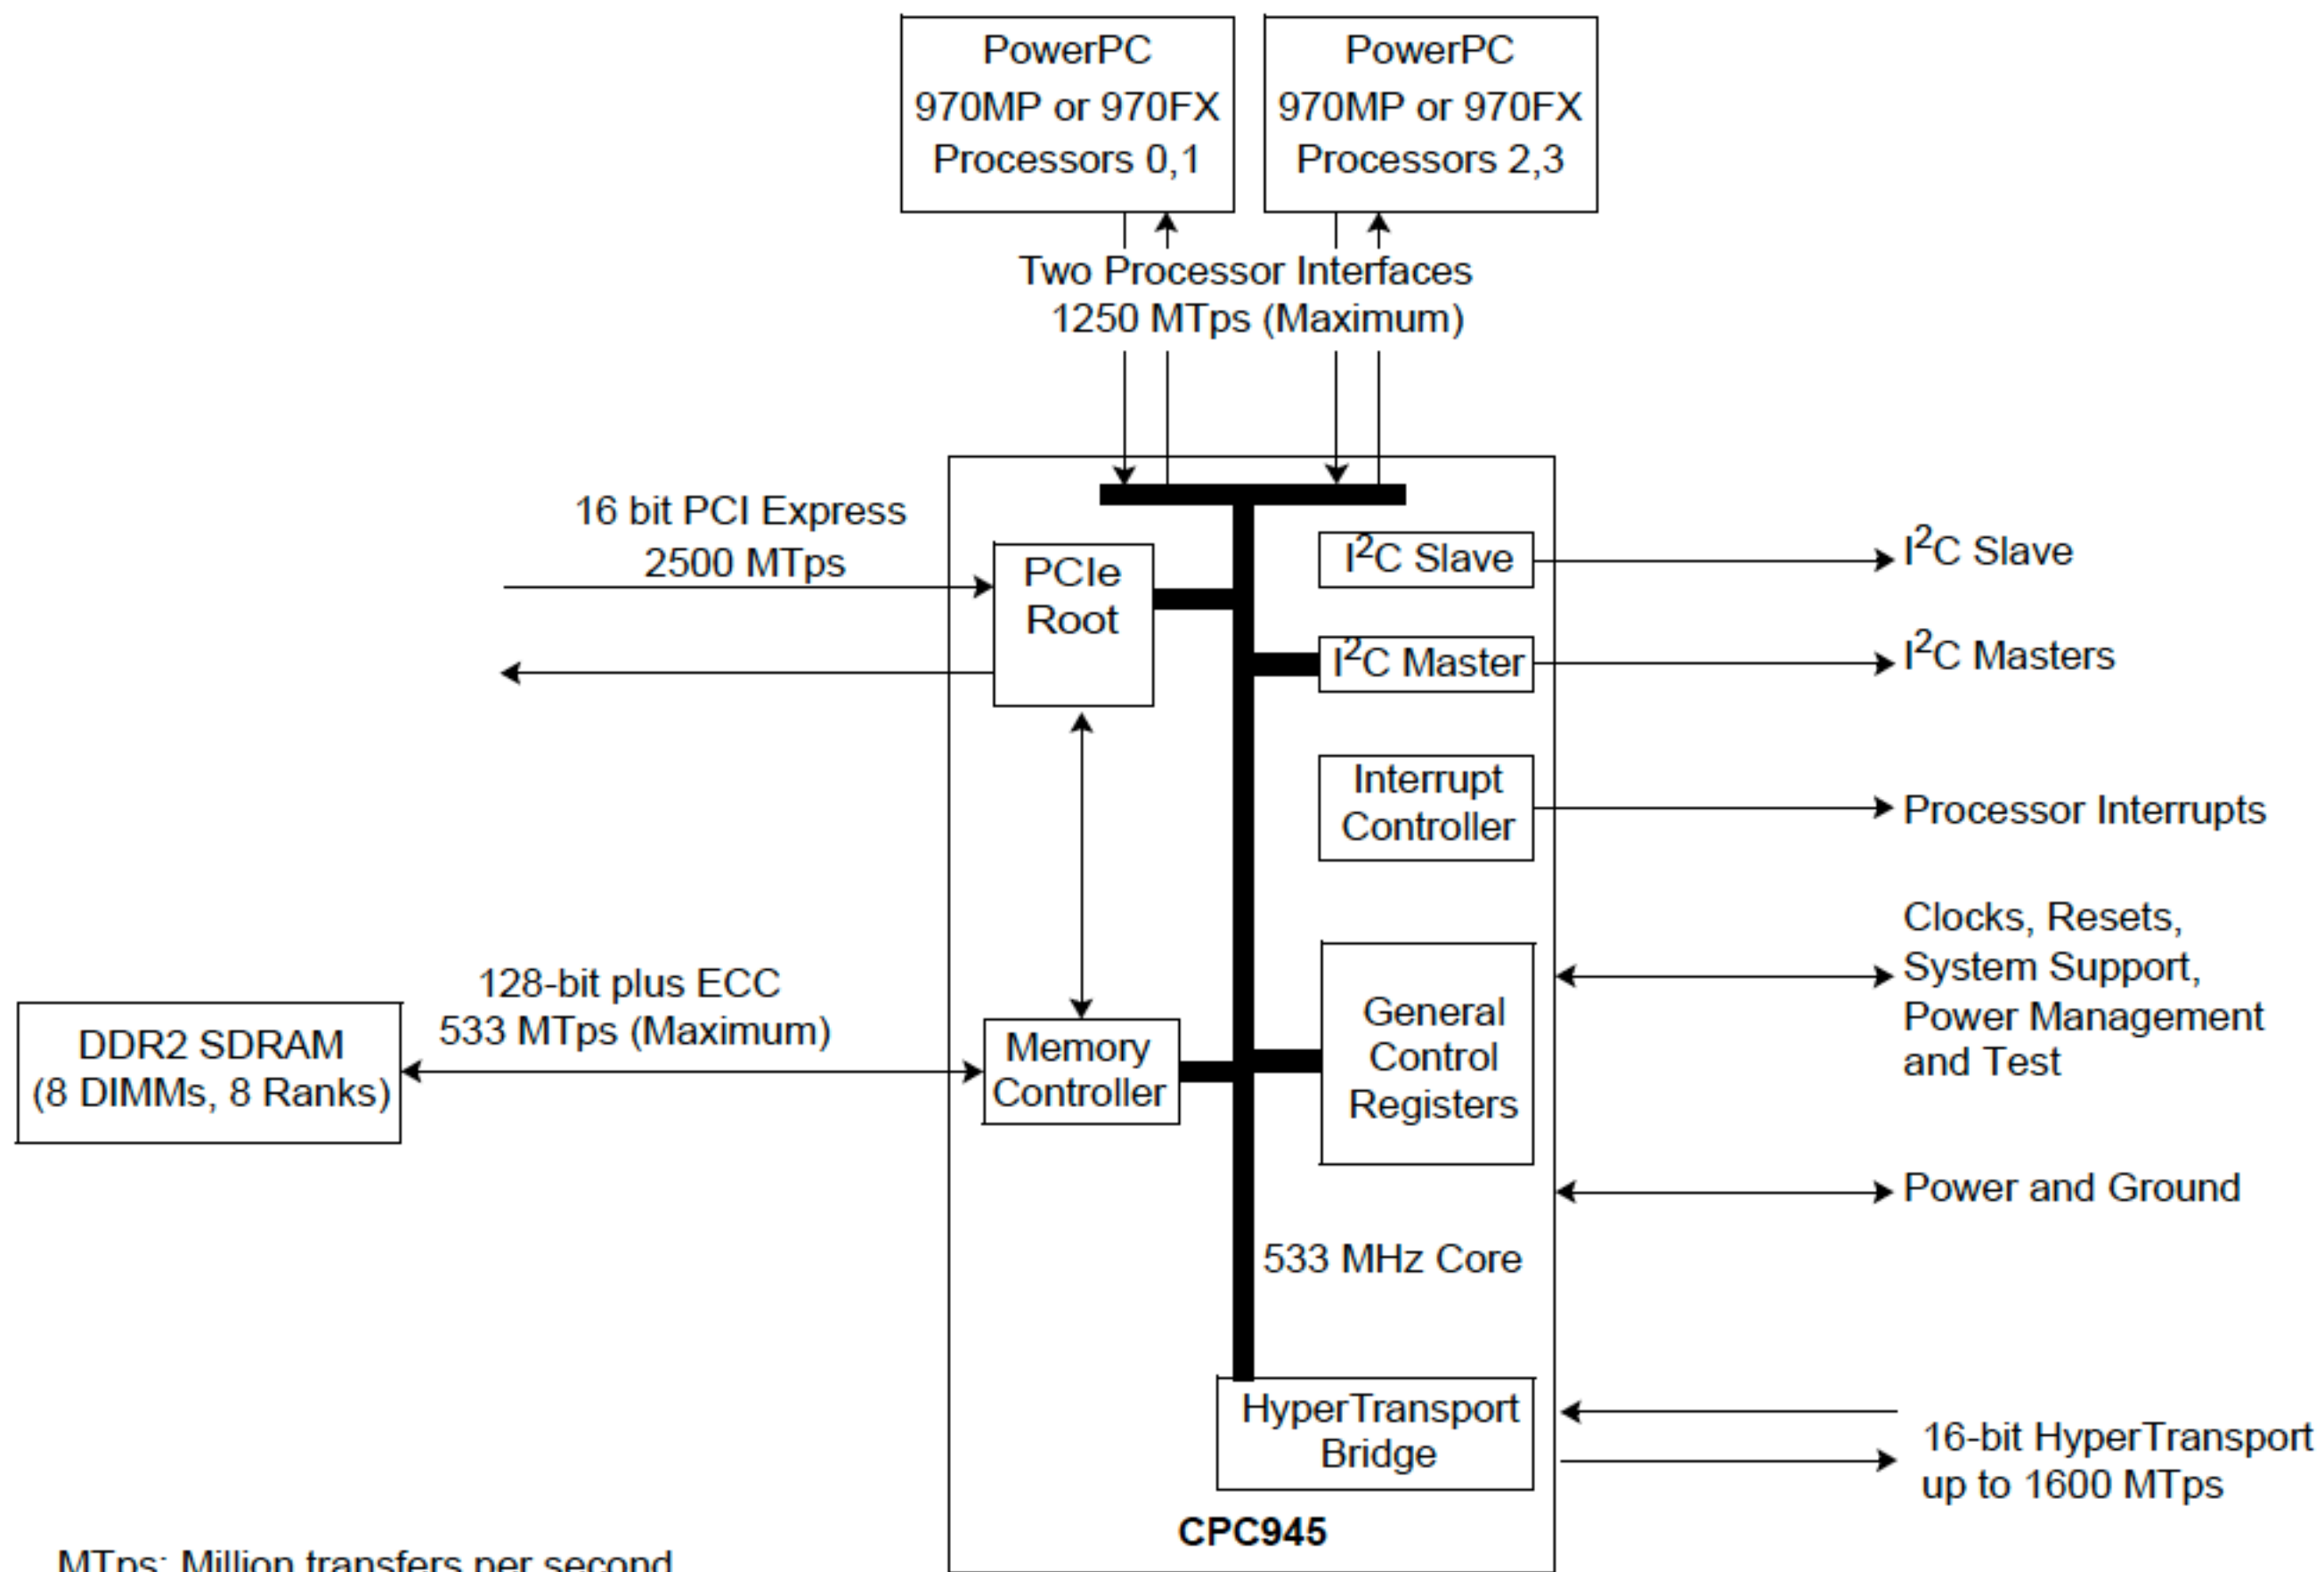 PowerPC
970MP or 970FX
Processors 0,1
PowerPC
970MP or 970FX
Processors 2,3
Two Processor Interfaces
1250 MTps (Maximum)
16 bit PCI Express
2500 MTps
PCIe
Root
I²C Slave
I²C Slave
I²C Master
I²C Masters
Interrupt
Controller
Processor Interrupts
Clocks, Resets,
System Support,
Power Management
and Test
128-bit plus ECC
533 MTps (Maximum)
DDR2 SDRAM
(8 DIMMs, 8 Ranks)
Memory
Controller
General
Control
Registers
Power and Ground
533 MHz Core
HyperTransport
Bridge
16-bit HyperTransport
up to 1600 MTps
CPC945
MTps: Million transfers per second